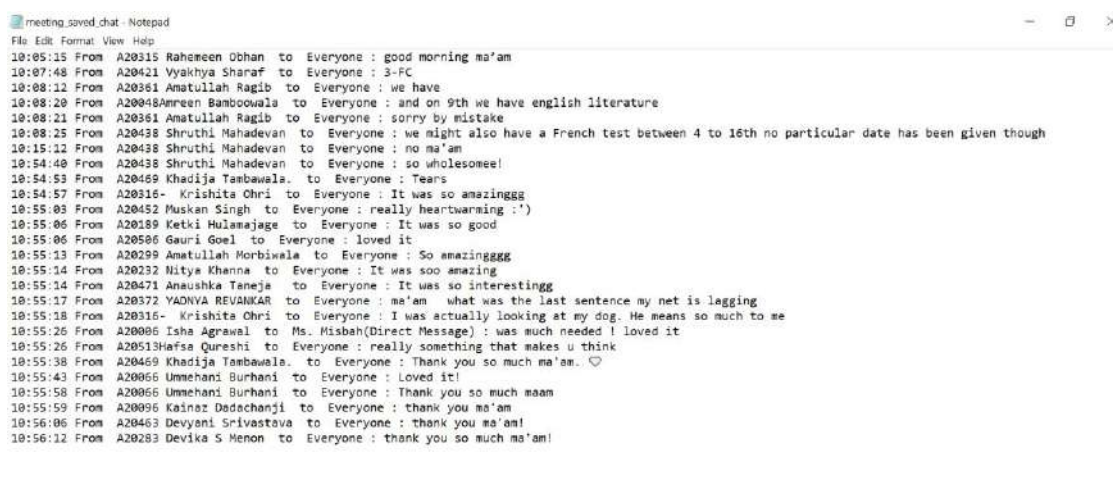 meeting_saved_chat - Notepad
File Edit Format View Help
10:05:15 From  A20315 Rahemeen Obhan  to  Everyone : good morning ma'am
10:07:48 From  A20421 Vyakhya Sharaf  to  Everyone : 3-FC
10:08:12 From  A20361 Amatullah Ragib  to  Everyone : we have
10:08:20 From  A20048Amreen Bamboowala  to  Everyone : and on 9th we have english literature
10:08:21 From  A20361 Amatullah Ragib  to  Everyone : sorry by mistake
10:08:25 From  A20438 Shruthi Mahadevan  to  Everyone : we might also have a French test between 4 to 16th no particular date has been given though
10:15:12 From  A20438 Shruthi Mahadevan  to  Everyone : no ma'am
10:54:40 From  A20438 Shruthi Mahadevan  to  Everyone : so wholesomee!
10:54:53 From  A20469 Khadija Tambawala.  to  Everyone : Tears
10:54:57 From  A20316-  Krishita Ohri  to  Everyone : It was so amazinggg
10:55:03 From  A20452 Muskan Singh  to  Everyone : really heartwarming :')
10:55:06 From  A20189 Ketki Hulamajage  to  Everyone : It was so good
10:55:06 From  A20506 Gauri Goel  to  Everyone : loved it
10:55:13 From  A20299 Amatullah Morbiwala  to  Everyone : So amazingggg
10:55:14 From  A20232 Nitya Khanna  to  Everyone : It was soo amazing
10:55:14 From  A20471 Anaushka Taneja   to  Everyone : It was so interestingg
10:55:17 From  A20372 YADNYA REVANKAR  to  Everyone : ma'am   what was the last sentence my net is lagging
10:55:18 From  A20316-  Krishita Ohri  to  Everyone : I was actually looking at my dog. He means so much to me
10:55:26 From  A20006 Isha Agrawal  to  Ms. Misbah(Direct Message) : was much needed ! loved it
10:55:26 From  A20513Hafsa Qureshi  to  Everyone : really something that makes u think
10:55:38 From  A20469 Khadija Tambawala.  to  Everyone : Thank you so much ma'am. ♡
10:55:43 From  A20066 Ummehani Burhani  to  Everyone : Loved it!
10:55:58 From  A20066 Ummehani Burhani  to  Everyone : Thank you so much maam
10:55:59 From  A20096 Kainaz Dadachanji  to  Everyone : thank you ma'am
10:56:06 From  A20463 Devyani Srivastava  to  Everyone : thank you ma'am!
10:56:12 From  A20283 Devika S Menon  to  Everyone : thank you so much ma'am!